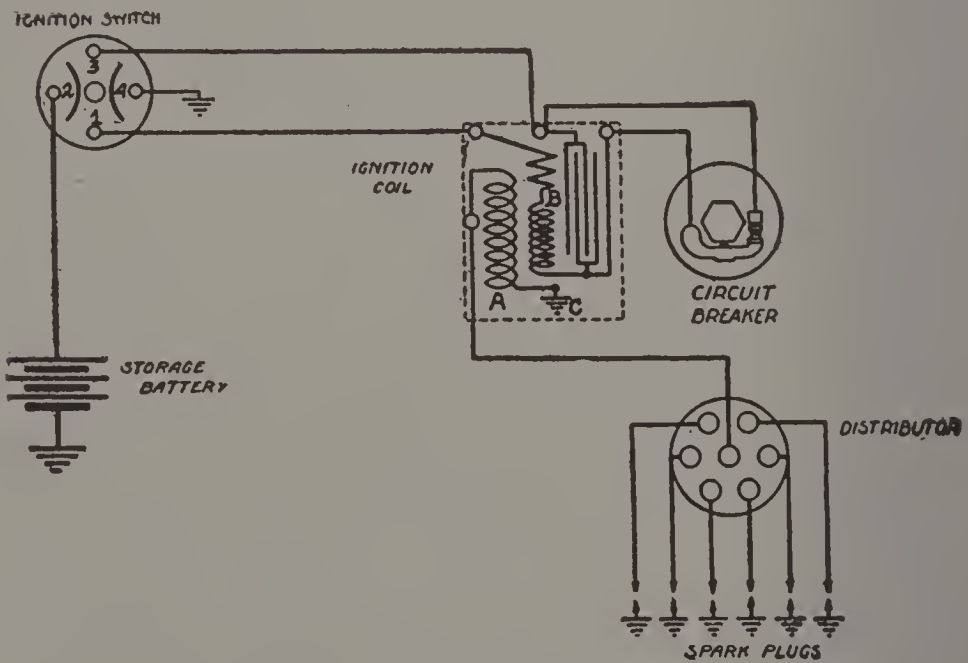 IGNITION SWITCH
3
2 4
1
IGNITION
COIL
B
A
C
CIRCUIT
BREAKER
STORAGE
BATTERY
DISTRIBUTOR
SPARK PLUGS